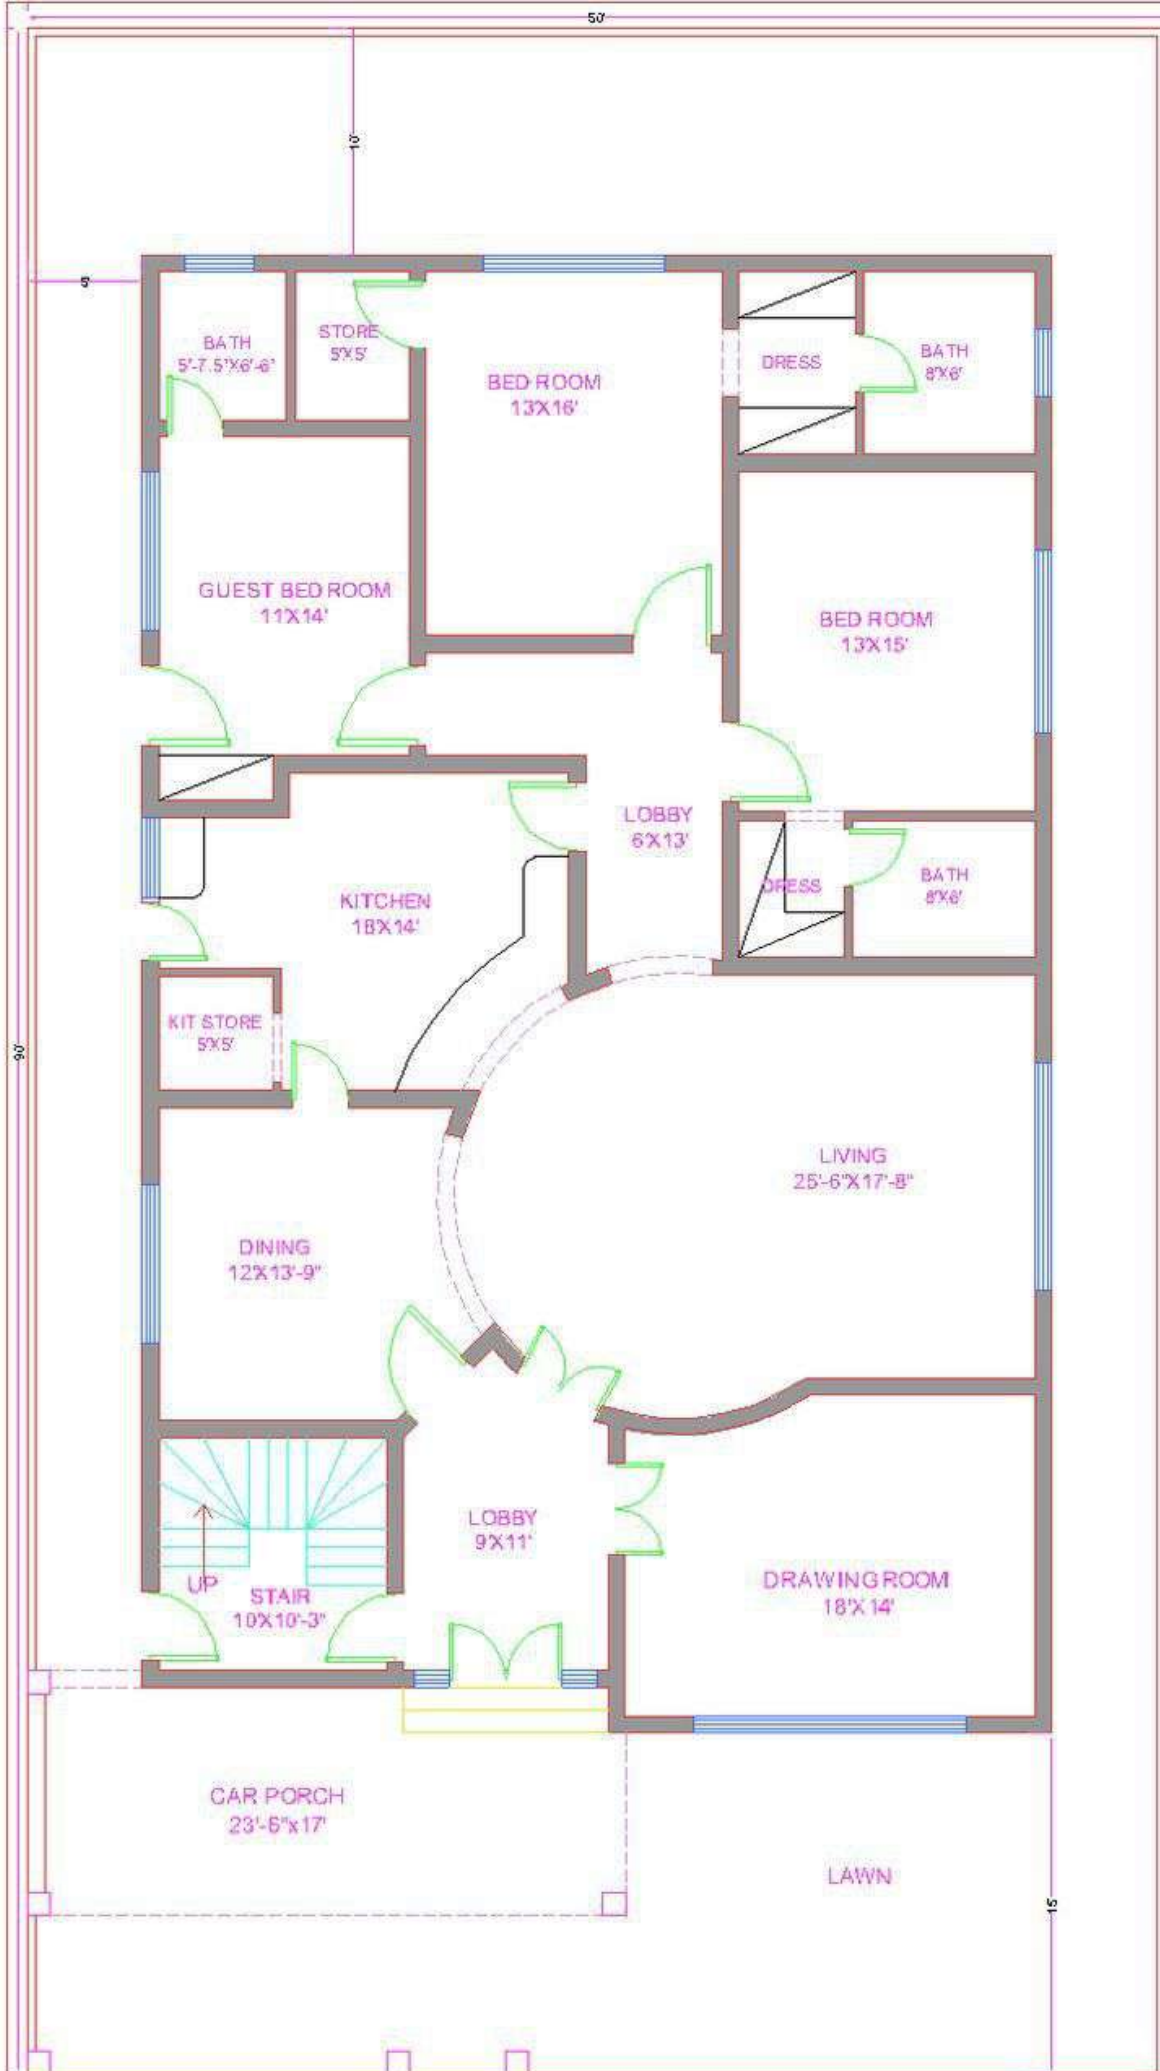 50'
10'
5'
BATH
5'-7.5"X6'-6"
STORE
5'X5'
BED ROOM
13'X16'
DRESS
BATH
8'X6'
GUEST BED ROOM
11'X14'
BED ROOM
13'X15'
LOBBY
6'X13'
DRESS
BATH
8'X6'
KITCHEN
18'X14'
KIT STORE
5'X5'
90'
LIVING
25'-6"X17'-8"
DINING
12'X13'-9"
LOBBY
9'X11'
UP
STAIR
10'X10'-3"
DRAWING ROOM
18'X14'
CAR PORCH
23'-6"x17'
LAWN
15'